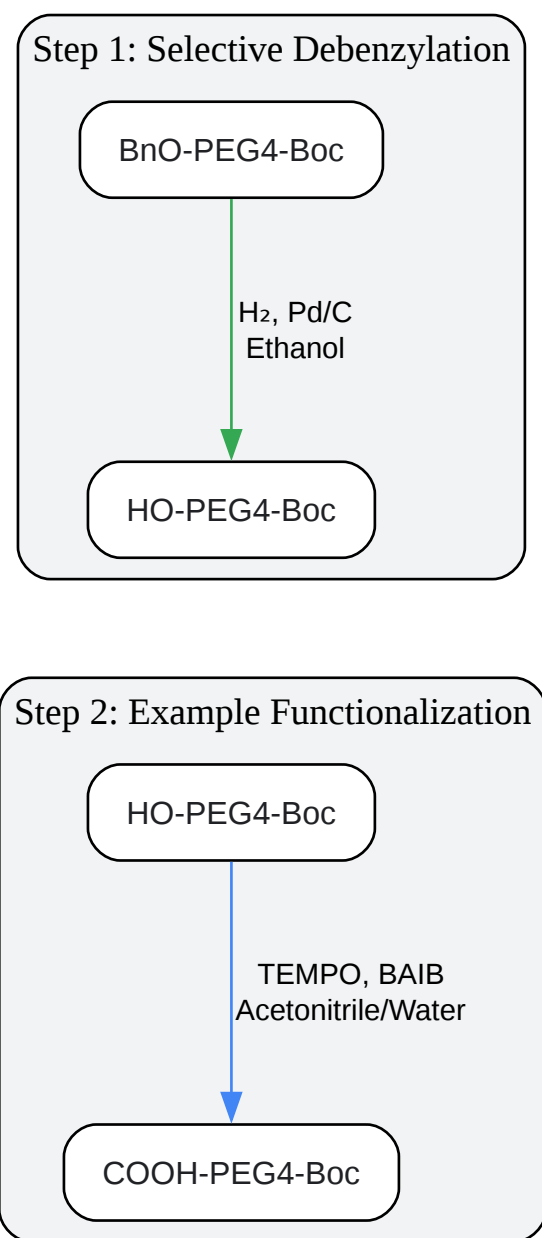 Step 1: Selective Debenzylation
BnO-PEG4-Boc
H₂, Pd/C
Ethanol
HO-PEG4-Boc
Step 2: Example Functionalization
HO-PEG4-Boc
TEMPO, BAIB
Acetonitrile/Water
COOH-PEG4-Boc